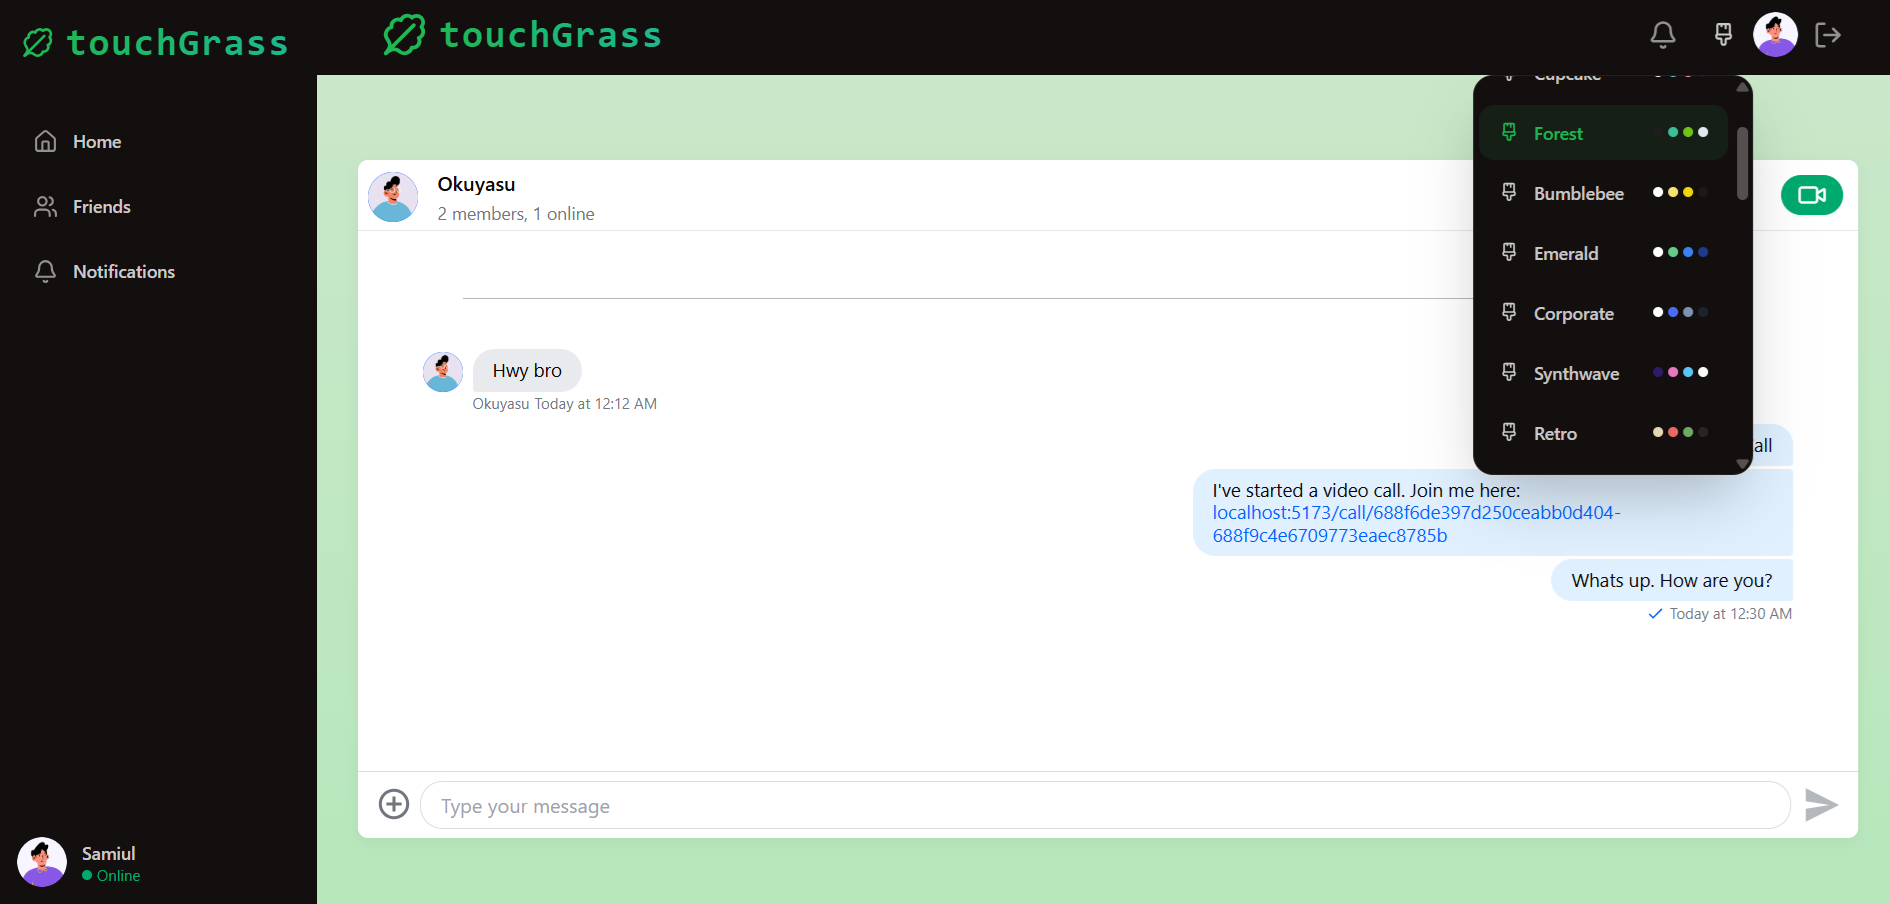 touchGrass
touchGrass
Home
Friends
Notifications
Okuyasu
2 members, 1 online
Cupcake
Forest
Bumblebee
Emerald
Corporate
Synthwave
Retro
Hwy bro
Okuyasu Today at 12:12 AM
all
I've started a video call. Join me here:
localhost:5173/call/688f6de397d250ceabb0d404-
688f9c4e6709773eaec8785b
Whats up. How are you?
Today at 12:30 AM
Type your message
Samiul
Online